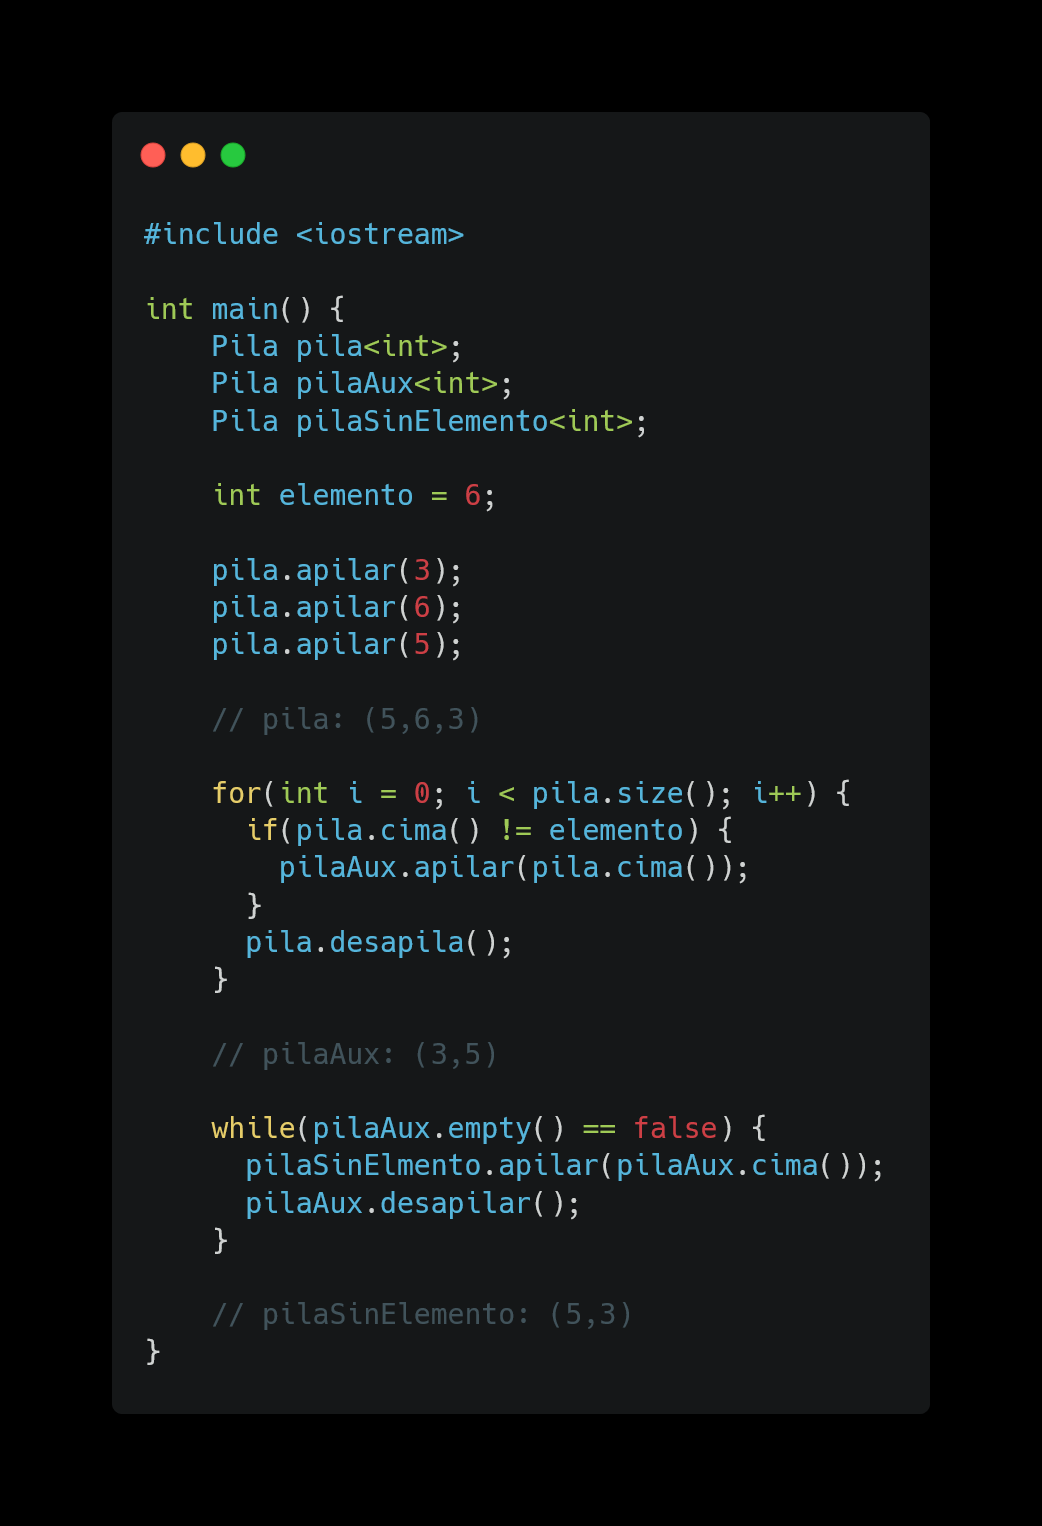 #include <iostream>
int main() {
Pila pila<int>;
Pila pilaAux<int>;
Pila pilaSinElemento<int>;
int elemento = 6;
pila.apilar(3);
pila.apilar(6);
pila.apilar(5);
// pila: (5,6,3)
for(int i = 0; i < pila.size(); i++) {
if(pila.cima() != elemento) {
pilaAux.apilar(pila.cima());
}
pila.desapila();
}
// pilaAux: (3,5)
while(pilaAux.empty() == false) {
pilaSinElmento.apilar(pilaAux.cima());
pilaAux.desapilar();
}
// pilaSinElemento: (5,3)
}